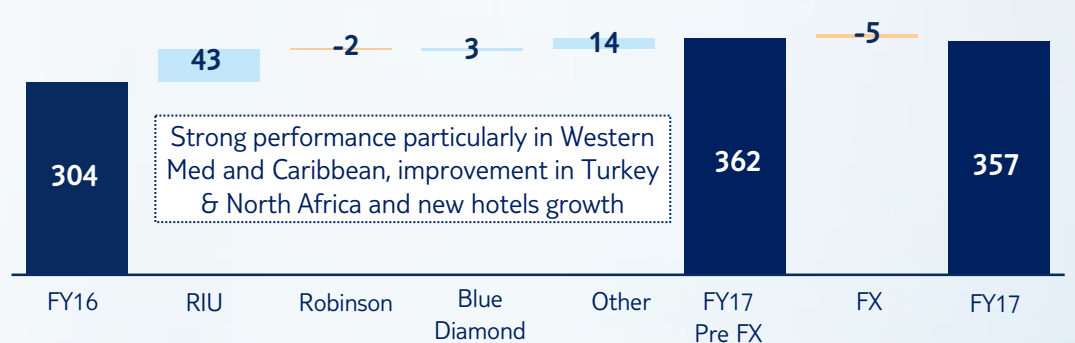 43
-2
3
14
-5
304
362
357
Strong performance particularly in Western
Med and Caribbean, improvement in Turkey
& North Africa and new hotels growth
FY16
RIU
Robinson
Blue
Diamond
Other
FY17
Pre FX
FX
FY17